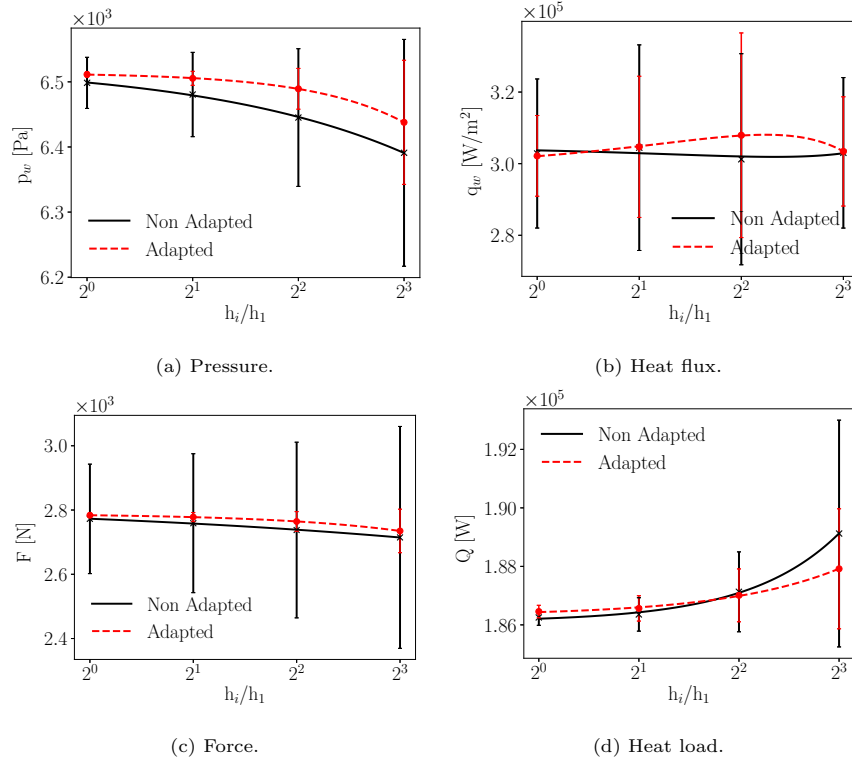 ×10³
6.5
6.4
6.3
6.2
p_w [Pa]
Non Adapted
Adapted
2⁰ 2¹ 2² 2³
h_i/h_1
(a) Pressure.
×10⁵
3.2
3.0
2.8
q_w [W/m²]
Non Adapted
Adapted
2⁰ 2¹ 2² 2³
h_i/h_1
(b) Heat flux.
×10³
3.0
2.8
2.6
2.4
F [N]
Non Adapted
Adapted
2⁰ 2¹ 2² 2³
h_i/h_1
(c) Force.
×10⁵
1.92
1.90
1.88
1.86
Q [W]
Non Adapted
Adapted
2⁰ 2¹ 2² 2³
h_i/h_1
(d) Heat load.